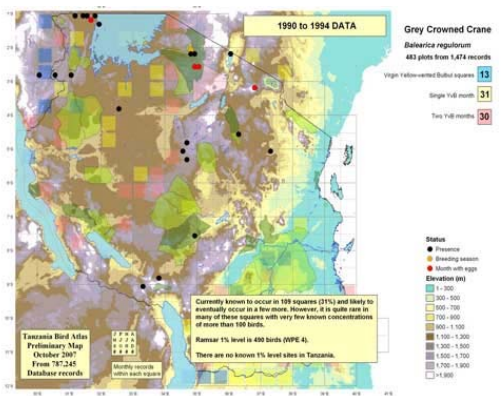 1990 to 1994 DATA
Grey Crowned Crane
Balearica regulorum
483 plots from 1,474 records
Virgin Yellow-vented Bulbul squares 13
Single YvB month 31
Two YvB months 30
Status
Presence
Breeding season
Month with eggs
Elevation (m)
1 - 300
300 - 500
500 - 700
700 - 900
900 - 1,100
1,100 - 1,300
1,300 - 1,500
1,500 - 1,700
1,700 - 1,900
>1,900
Currently known to occur in 109 squares (31%) and likely to
eventually occur in a few more. However, it is quite rare in
many of these squares with very few known concentrations
of more than 100 birds.
Ramsar 1% level is 490 birds (WPE 4).
There are no known 1% level sites in Tanzania.
Tanzania Bird Atlas
Preliminary Map
October 2007
From 787,245
Database records
J F M A
M J J A
S O N D
Monthly records
within each square